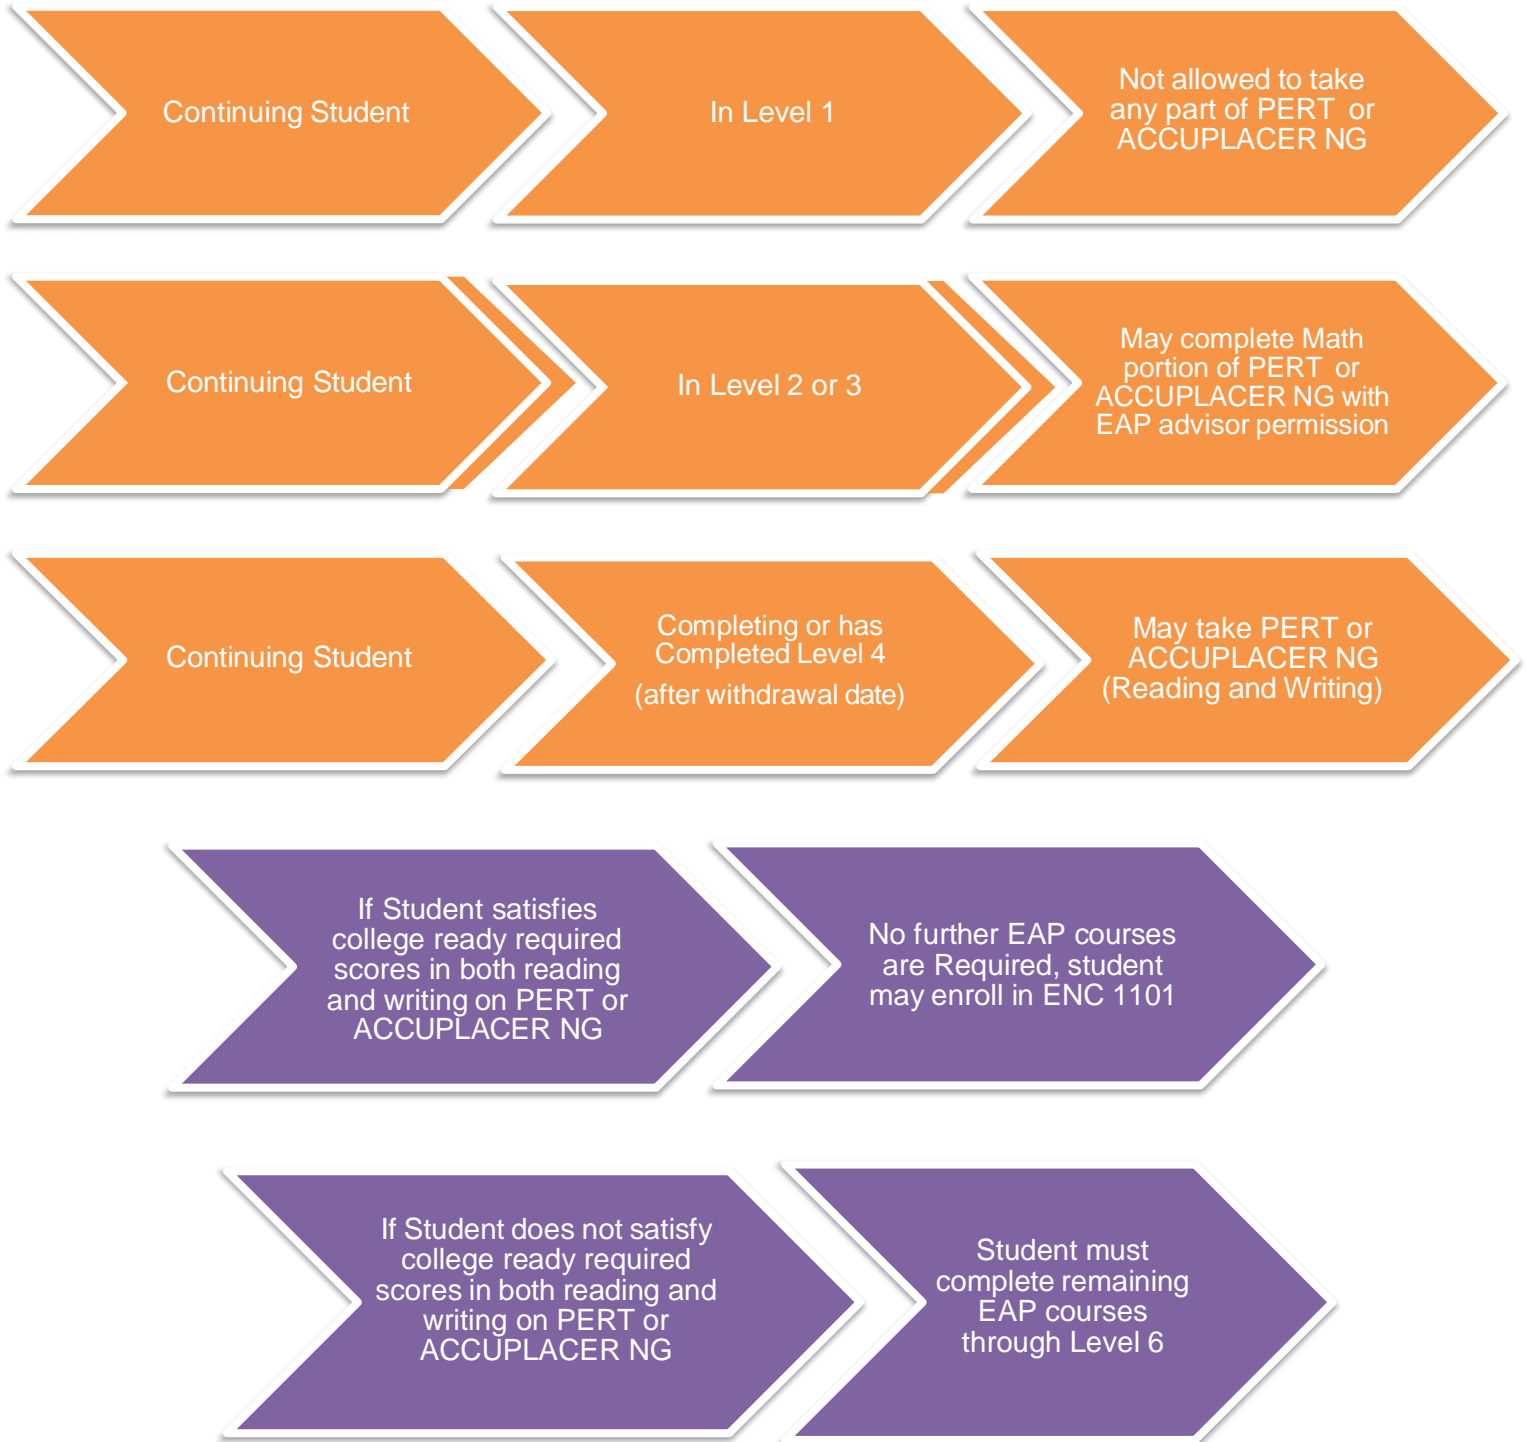 Continuing Student
In Level 1
Not allowed to take
any part of PERT or
ACCUPLACER NG
Continuing Student
In Level 2 or 3
May complete Math
portion of PERT or
ACCUPLACER NG with
EAP advisor permission
Continuing Student
Completing or has
Completed Level 4
(after withdrawal date)
May take PERT or
ACCUPLACER NG
(Reading and Writing)
If Student satisfies
college ready required
scores in both reading
and writing on PERT or
ACCUPLACER NG
No further EAP courses
are Required, student
may enroll in ENC 1101
If Student does not satisfy
college ready required
scores in both reading and
writing on PERT or
ACCUPLACER NG
Student must
complete remaining
EAP courses
through Level 6